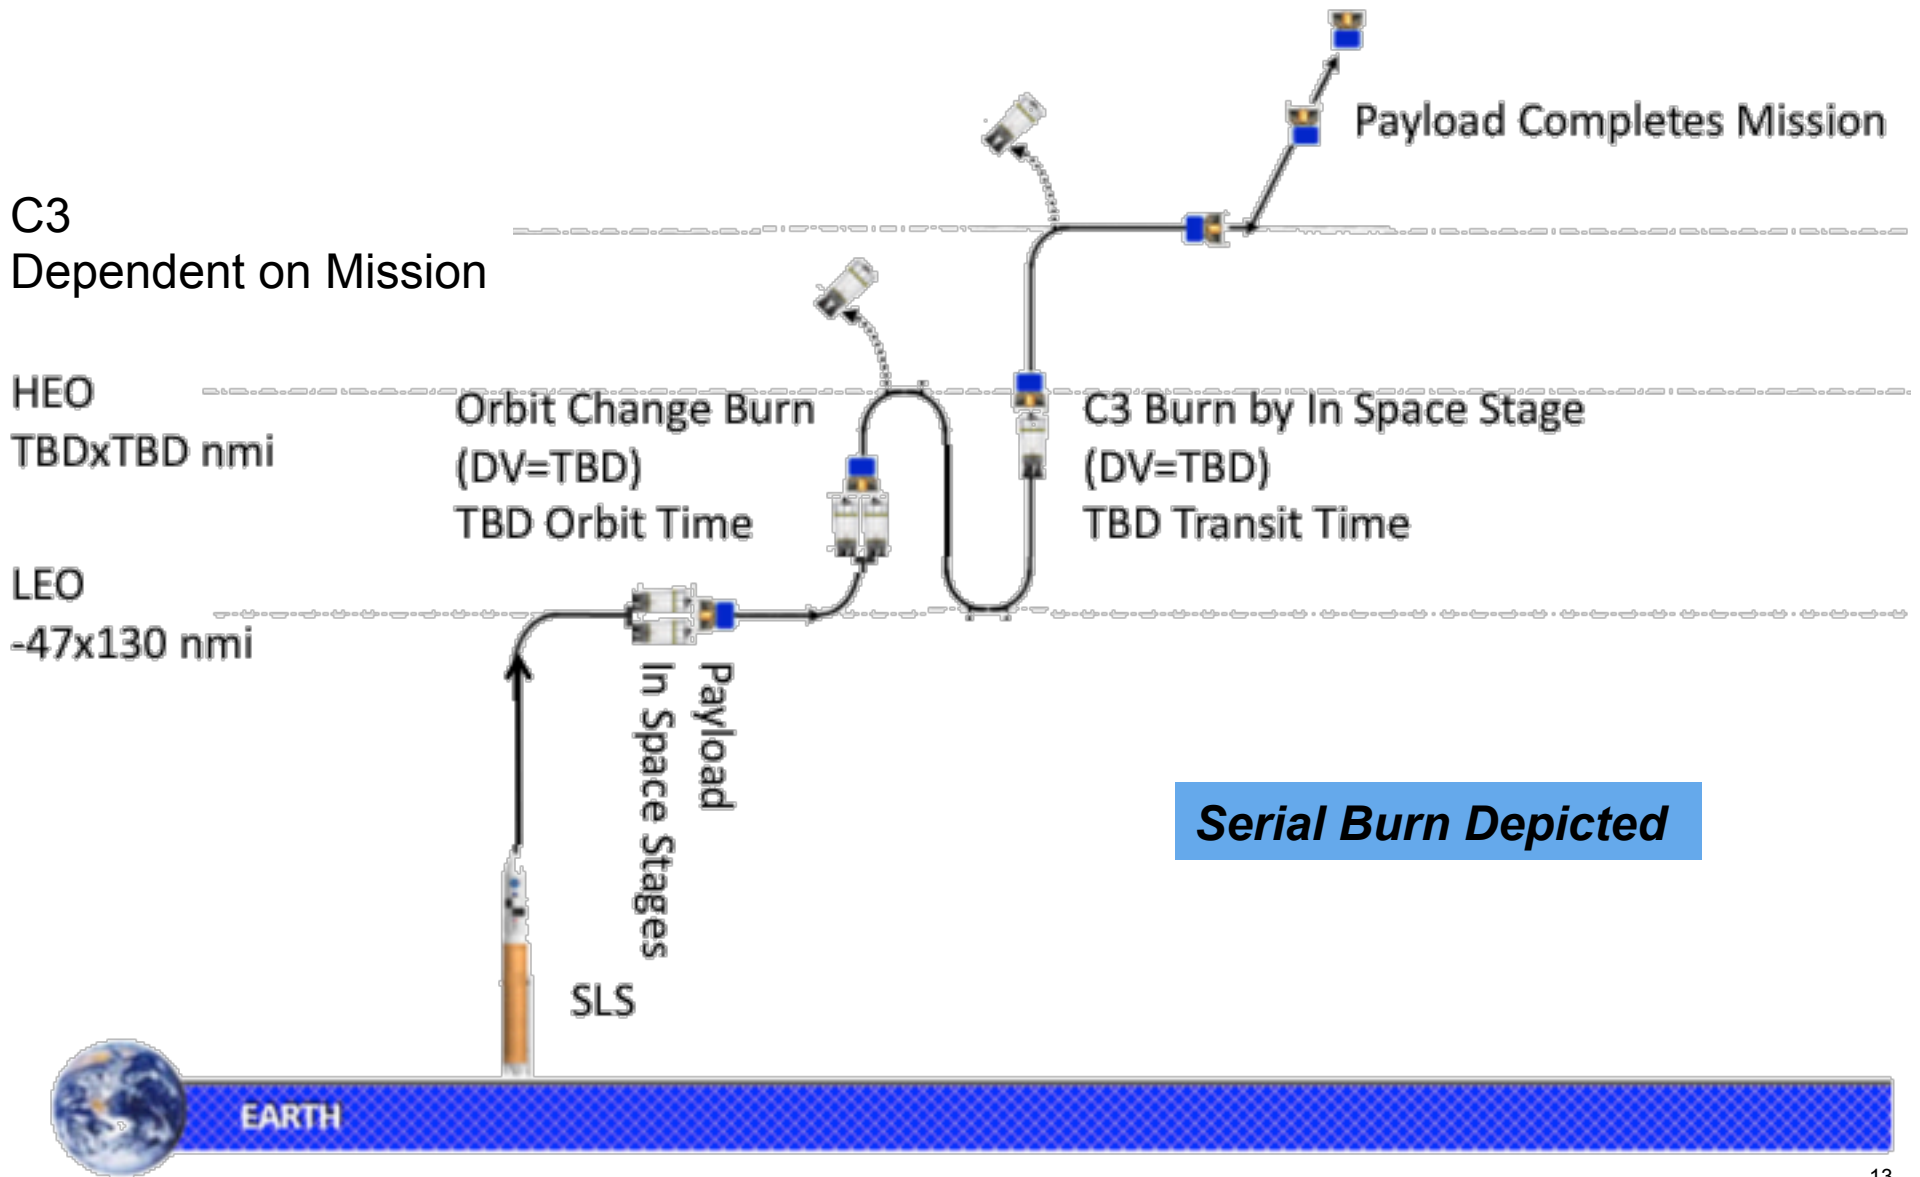 Payload Completes Mission
C3
Dependent on Mission
HEO
TBDxTBD nmi
Orbit Change Burn
(DV=TBD)
TBD Orbit Time
C3 Burn by In Space Stage
(DV=TBD)
TBD Transit Time
LEO
-47x130 nmi
Payload
In Space Stages
Serial Burn Depicted
SLS
EARTH
13